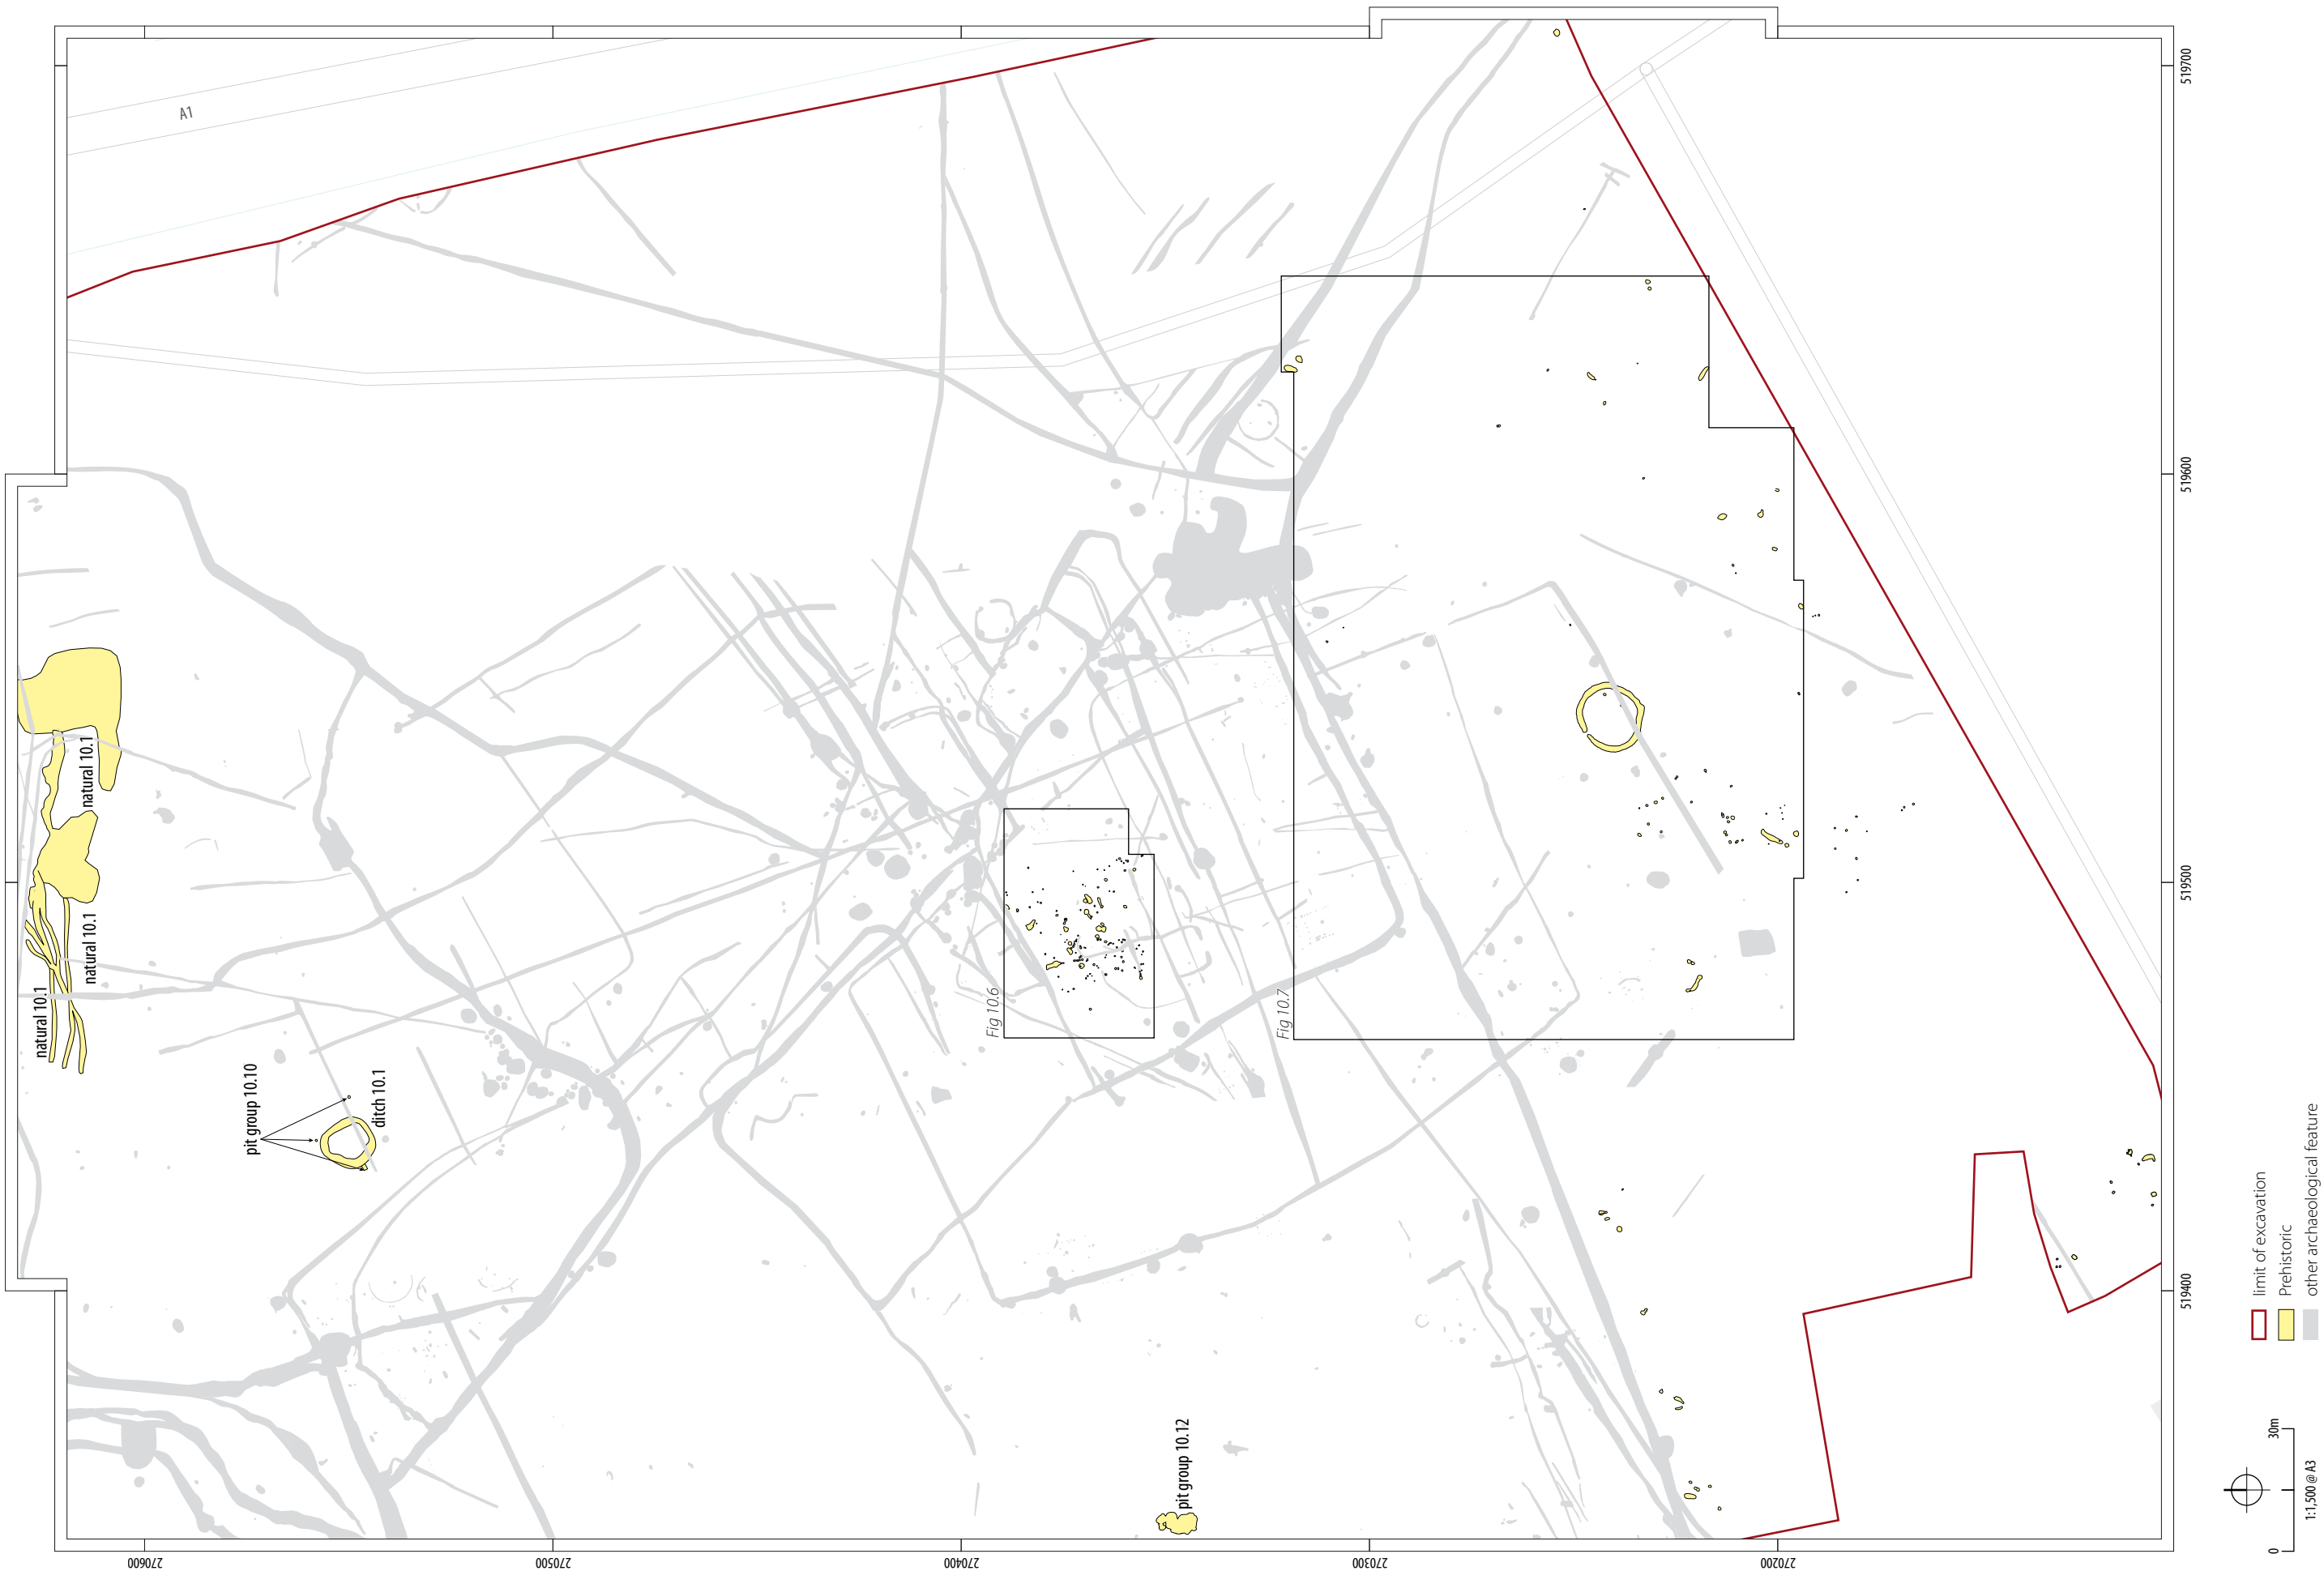 A1
natural 10.1
natural 10.1
natural 10.1
pit group 10.10
ditch 10.1
Fig 10.6
Fig 10.7
pit group 10.12
519700
519600
519500
519400
270600
270500
270400
270300
270200
limit of excavation
Prehistoric
other archaeological feature
0
30m
1:1,500 @ A3